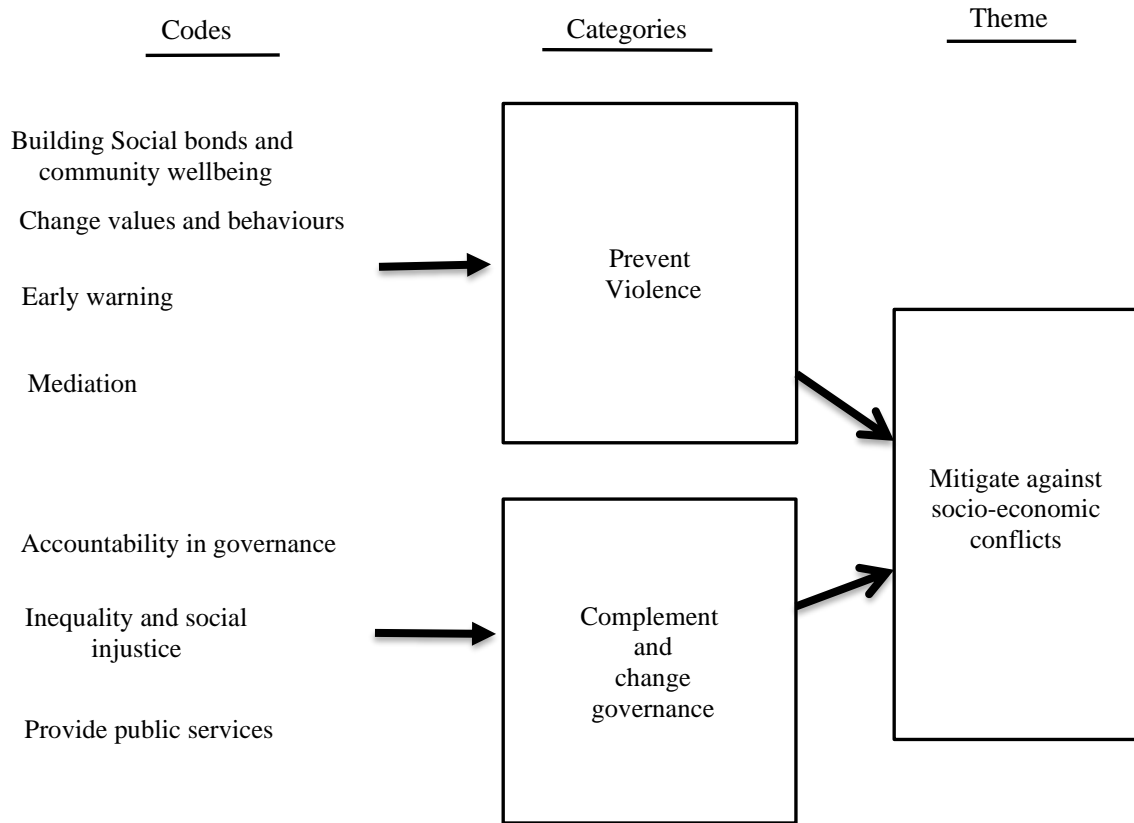 Codes
Categories
Theme
Building Social bonds and
community wellbeing
Change values and behaviours
Early warning
Mediation
Prevent
Violence
Accountability in governance
Inequality and social
injustice
Provide public services
Complement
and
change
governance
Mitigate against
socio-economic
conflicts